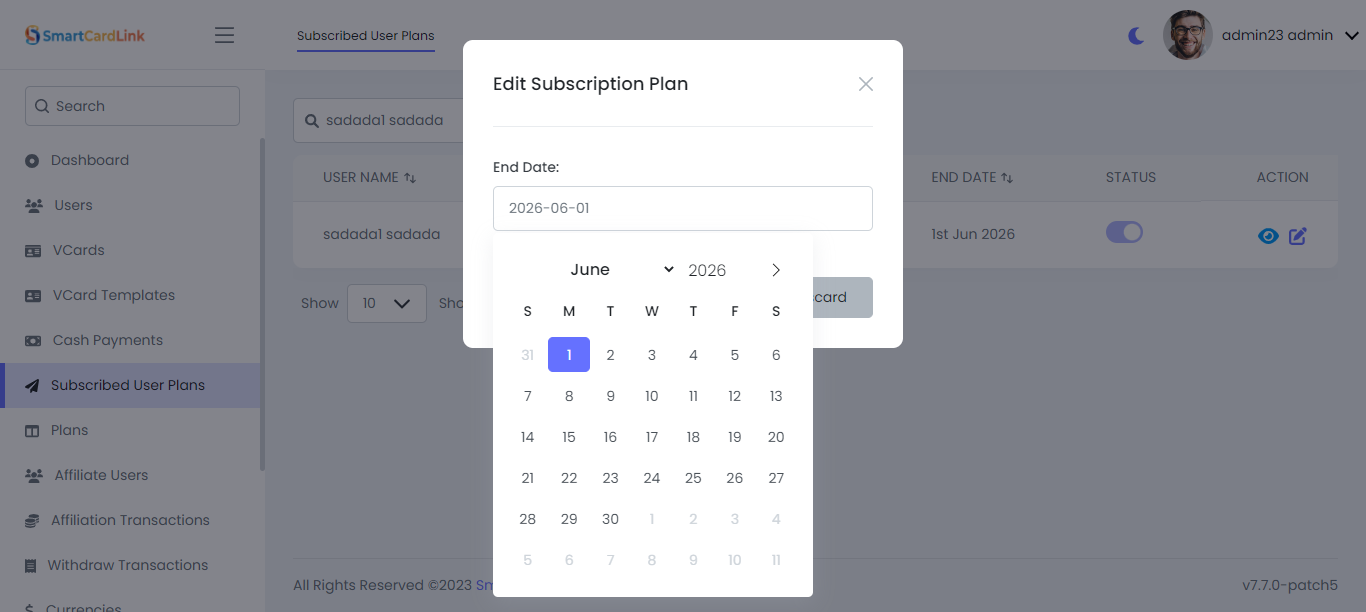 SmartCardLink
Subscribed User Plans
admin23 admin
Search
Dashboard
Users
VCards
VCard Templates
Cash Payments
Subscribed User Plans
Plans
Affiliate Users
Affiliation Transactions
Withdraw Transactions
Currencies
sadada1 sadada
USER NAME
END DATE
STATUS
ACTION
sadada1 sadada
1st Jun 2026
Show
10
Sho
Edit Subscription Plan
End Date:
2026-06-01
card
June 2026
S M T W T F S
31 1 2 3 4 5 6
7 8 9 10 11 12 13
14 15 16 17 18 19 20
21 22 23 24 25 26 27
28 29 30 1 2 3 4
5 6 7 8 9 10 11
All Rights Reserved ©2023 Sm
v7.7.0-patch5